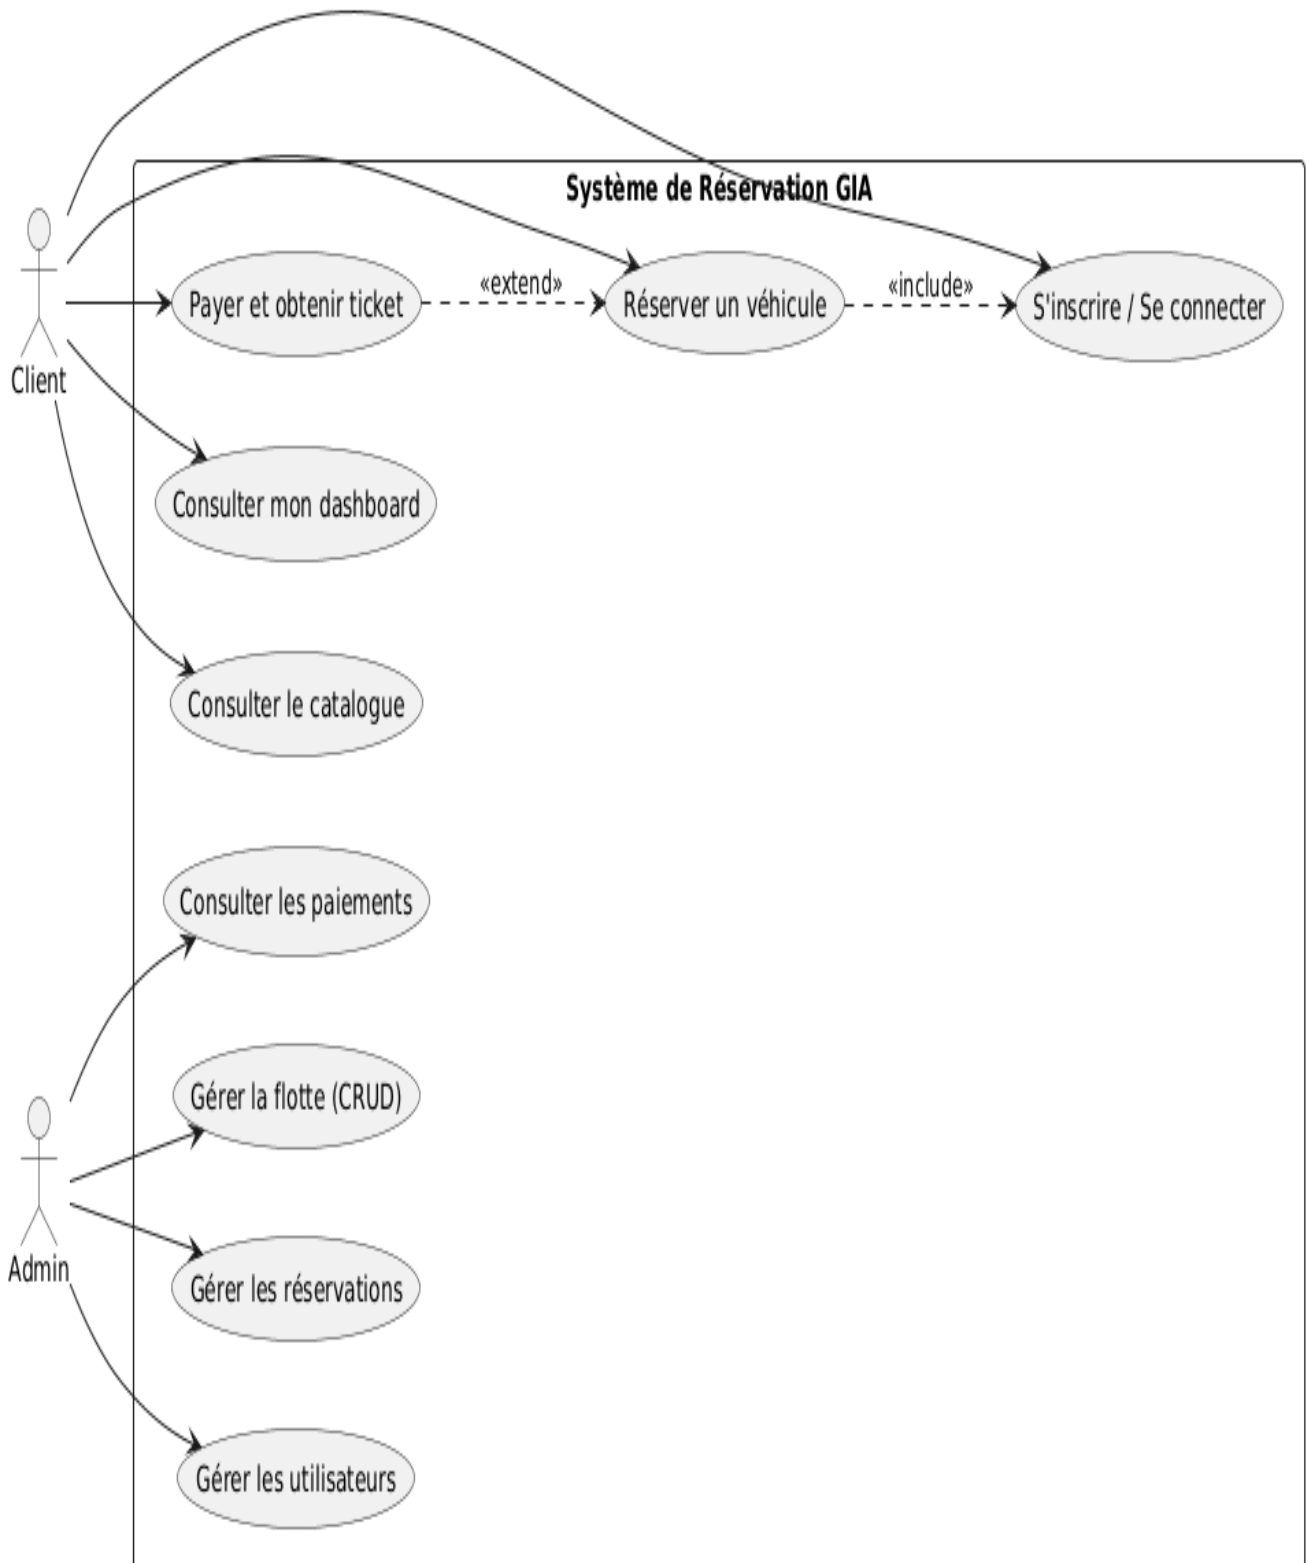 Système de Réservation GIA
Client
Payer et obtenir ticket
«extend»
Réserver un véhicule
«include»
S'inscrire / Se connecter
Consulter mon dashboard
Consulter le catalogue
Consulter les paiements
Admin
Gérer la flotte (CRUD)
Gérer les réservations
Gérer les utilisateurs